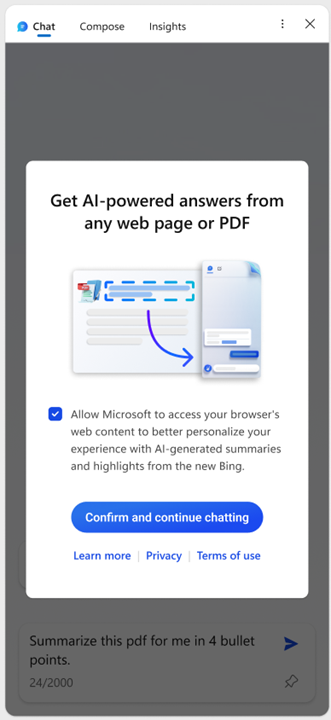 Chat Compose Insights
Get AI-powered answers from
any web page or PDF
Allow Microsoft to access your browser's
web content to better personalize your
experience with AI-generated summaries
and highlights from the new Bing.
Confirm and continue chatting
Learn more | Privacy | Terms of use
Summarize this pdf for me in 4 bullet
points.
24/2000